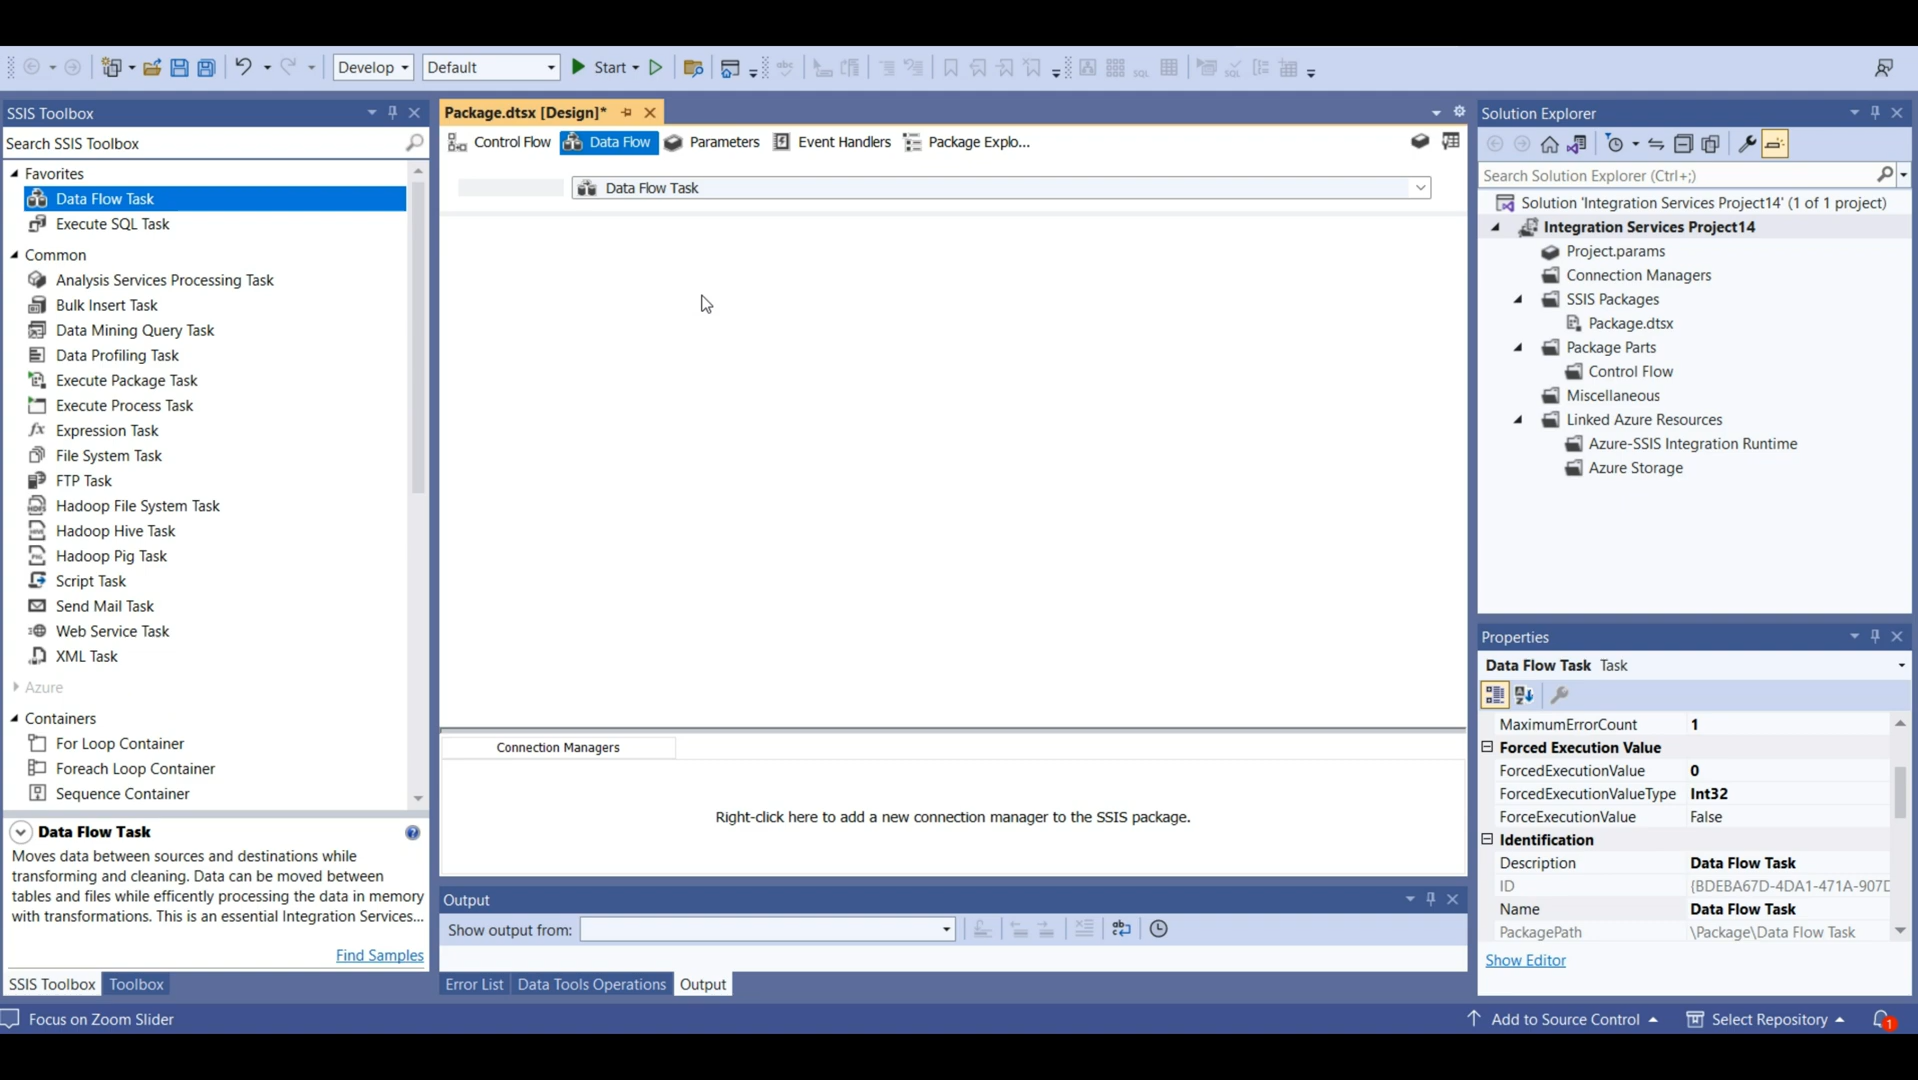 Develop
Default
Start
SSIS Toolbox
Search SSIS Toolbox
Favorites
Data Flow Task
Execute SQL Task
Common
Analysis Services Processing Task
Bulk Insert Task
Data Mining Query Task
Data Profiling Task
Execute Package Task
Execute Process Task
Expression Task
File System Task
FTP Task
Hadoop File System Task
Hadoop Hive Task
Hadoop Pig Task
Script Task
Send Mail Task
Web Service Task
XML Task
Azure
Containers
For Loop Container
Foreach Loop Container
Sequence Container
Data Flow Task
Moves data between sources and destinations while
transforming and cleaning. Data can be moved between
tables and files while efficently processing the data in memory
with transformations. This is an essential Integration Services...
Find Samples
SSIS Toolbox Toolbox
Package.dtsx [Design]*
Control Flow Data Flow Parameters Event Handlers Package Explo...
Data Flow Task
Connection Managers
Right-click here to add a new connection manager to the SSIS package.
Output
Show output from:
Error List Data Tools Operations Output
Solution Explorer
Search Solution Explorer (Ctrl+;)
Solution 'Integration Services Project14' (1 of 1 project)
Integration Services Project14
Project.params
Connection Managers
SSIS Packages
Package.dtsx
Package Parts
Control Flow
Miscellaneous
Linked Azure Resources
Azure-SSIS Integration Runtime
Azure Storage
Properties
Data Flow Task Task
MaximumErrorCount 1
Forced Execution Value
ForcedExecutionValue 0
ForcedExecutionValueType Int32
ForceExecutionValue False
Identification
Description Data Flow Task
ID {BDEBA67D-4DA1-471A-907D
Name Data Flow Task
PackagePath \Package\Data Flow Task
Show Editor
Focus on Zoom Slider
Add to Source Control Select Repository 1